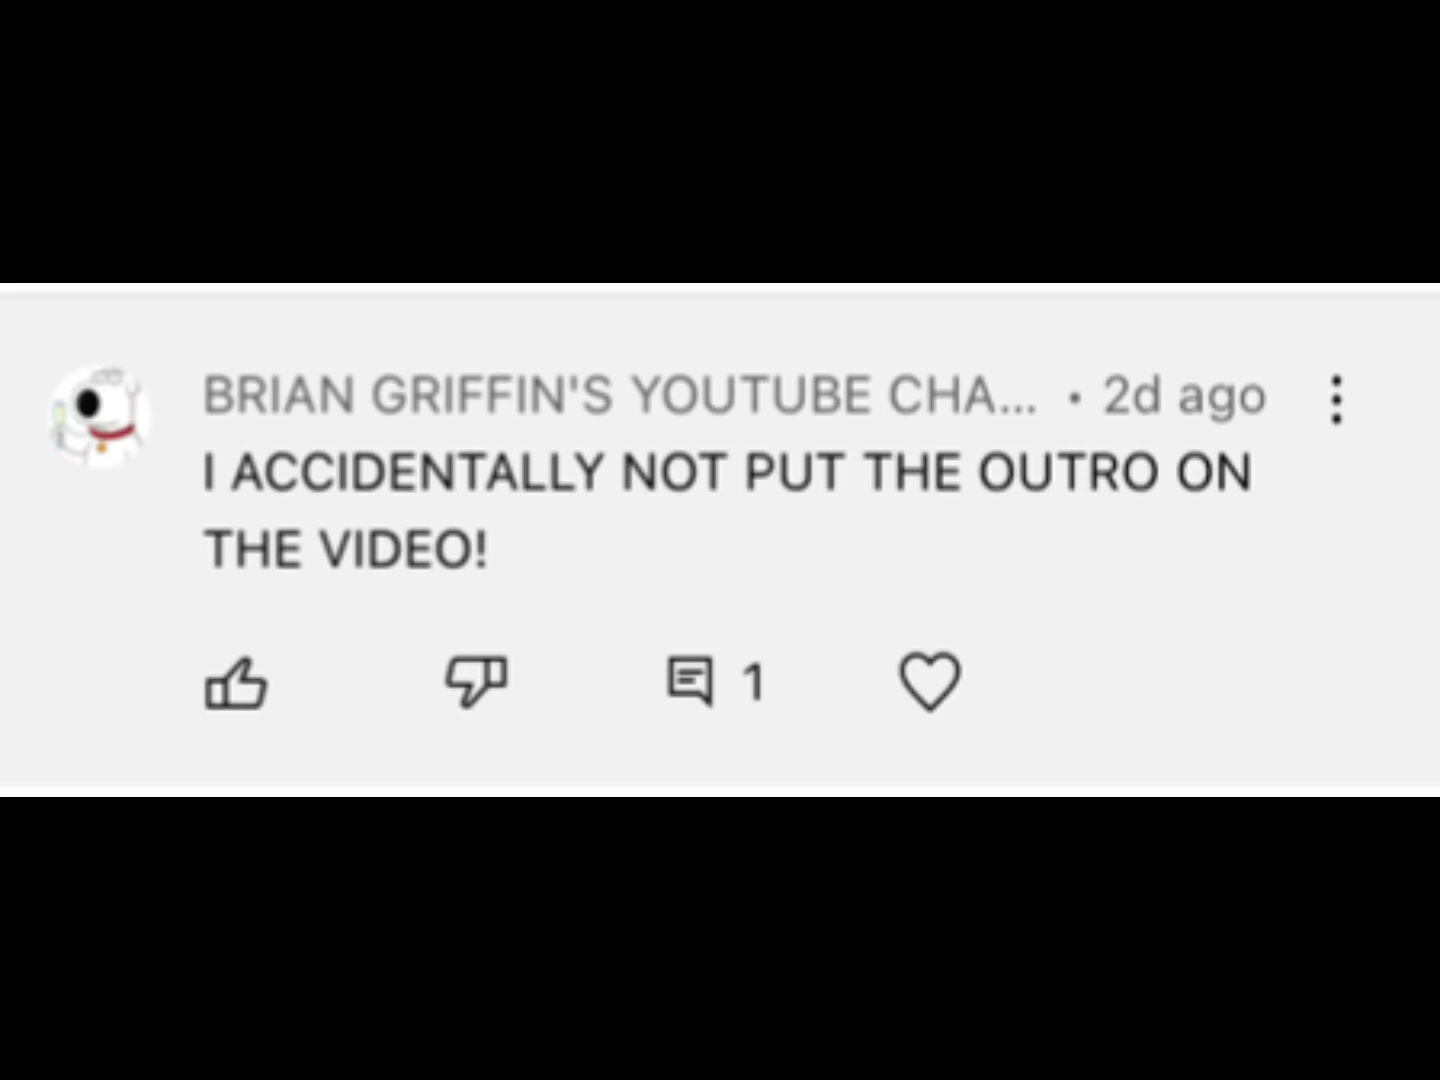 BRIAN GRIFFIN'S YOUTUBE CHA... • 2d ago
I ACCIDENTALLY NOT PUT THE OUTRO ON
THE VIDEO!
1